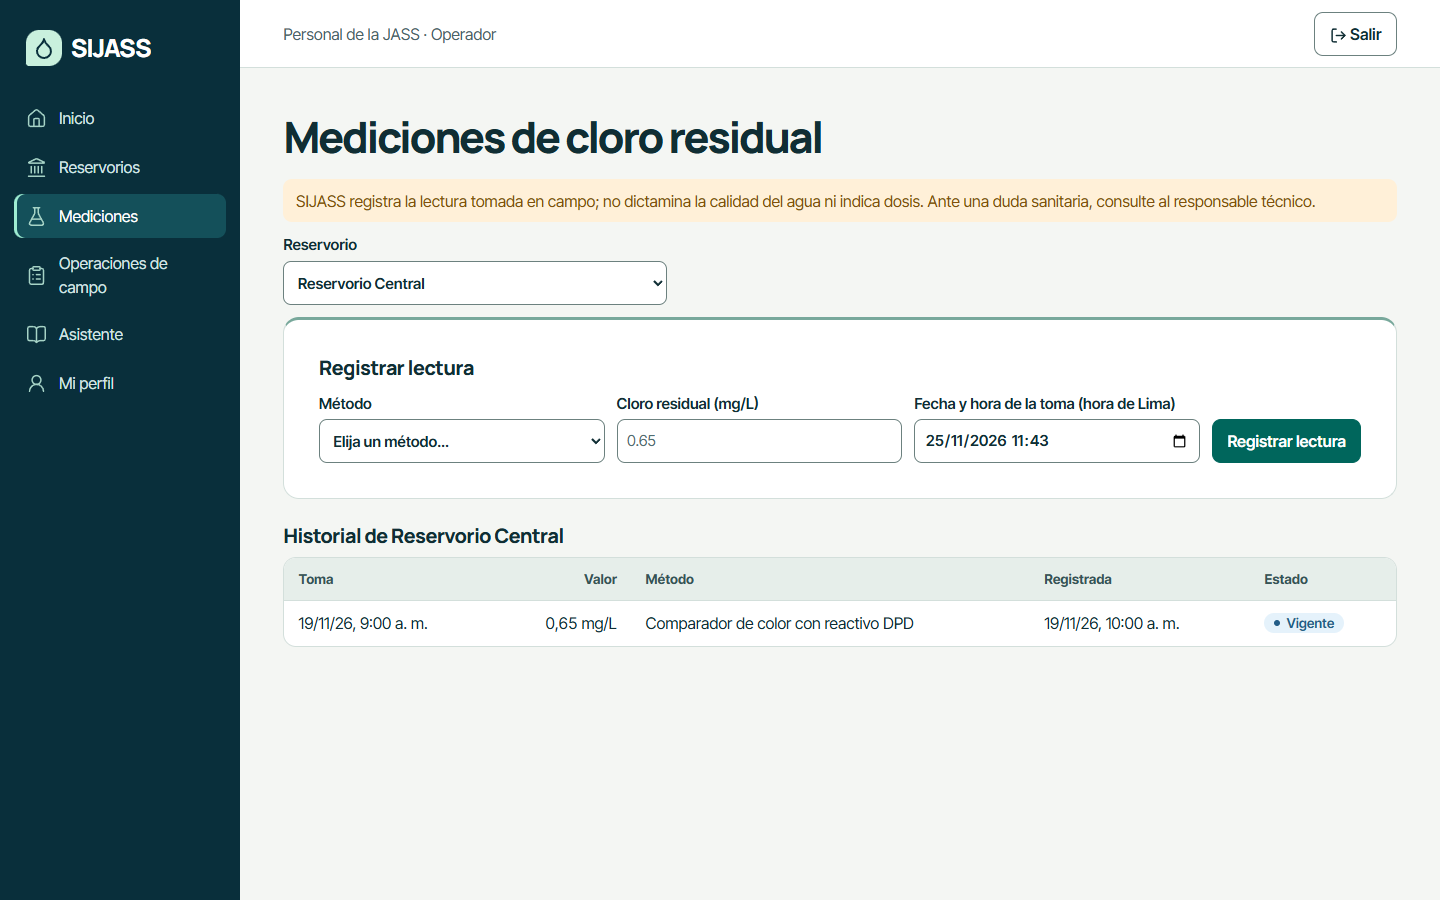 SIJASS
Inicio
Reservorios
Mediciones
Operaciones de
campo
Asistente
Mi perfil
Personal de la JASS · Operador
Salir
Mediciones de cloro residual
SIJASS registra la lectura tomada en campo; no dictamina la calidad del agua ni indica dosis. Ante una duda sanitaria, consulte al responsable técnico.
Reservorio
Reservorio Central
Registrar lectura
Método
Cloro residual (mg/L)
Fecha y hora de la toma (hora de Lima)
Elija un método...
0.65
25/11/2026 11:43
Registrar lectura
Historial de Reservorio Central
Toma Valor Método Registrada Estado
19/11/26, 9:00 a. m. 0,65 mg/L Comparador de color con reactivo DPD 19/11/26, 10:00 a. m. Vigente